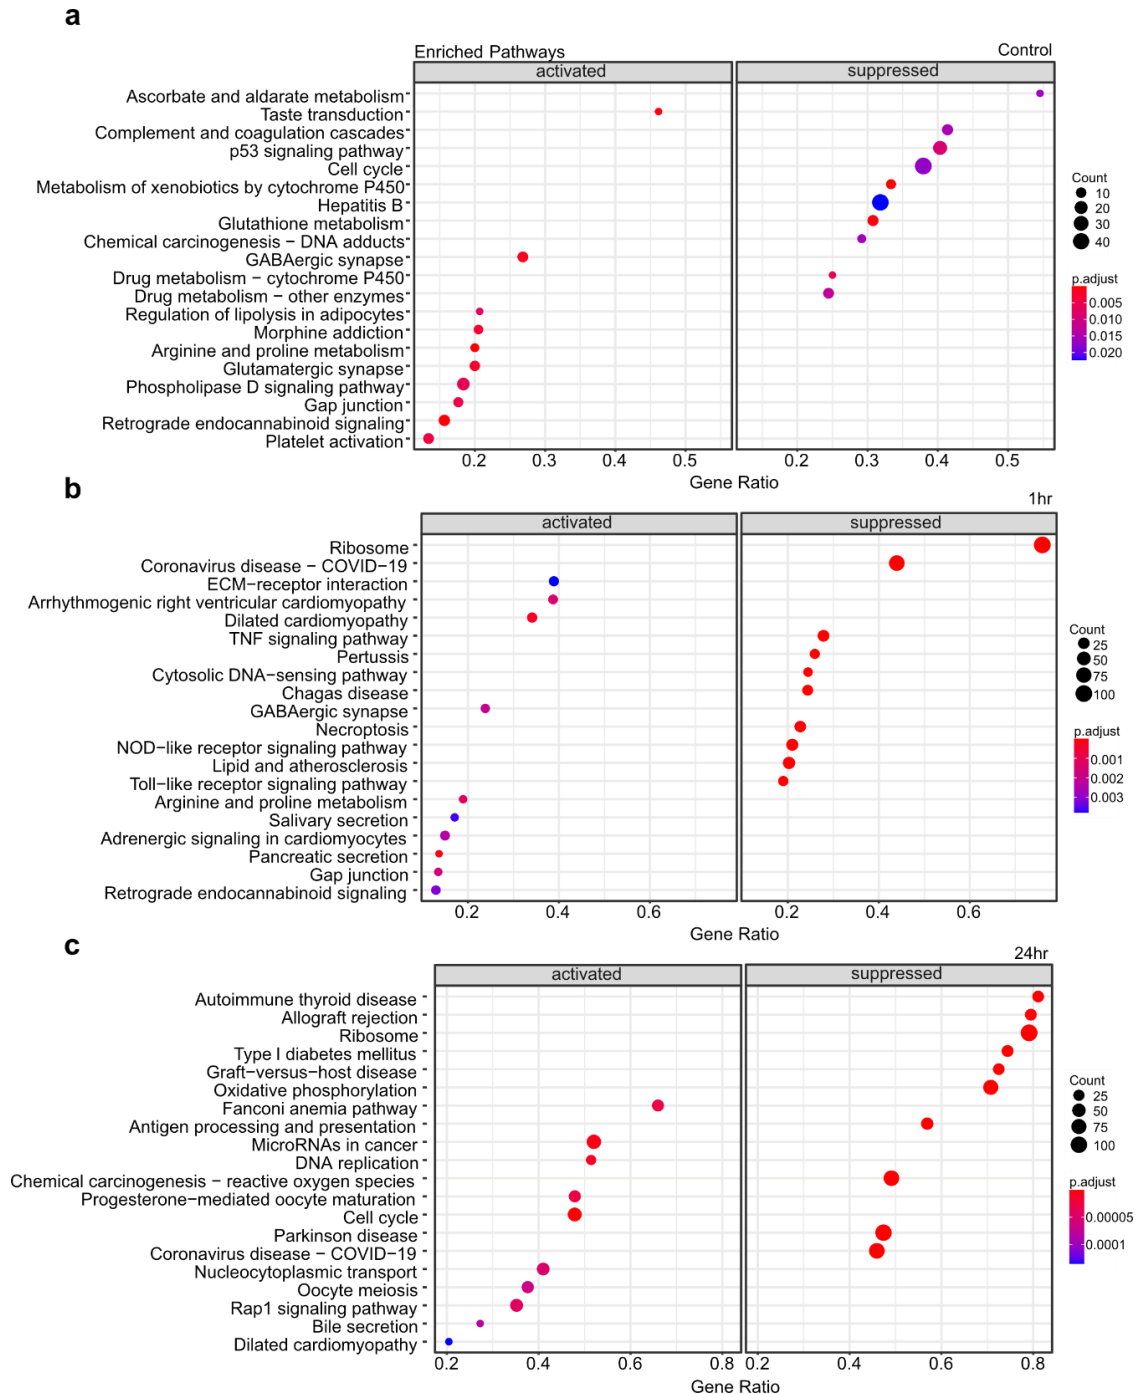 a
Enriched Pathways
Control
activated
suppressed
Ascorbate and aldarate metabolism
Taste transduction
Complement and coagulation cascades
p53 signaling pathway
Cell cycle
Metabolism of xenobiotics by cytochrome P450
Hepatitis B
Glutathione metabolism
Chemical carcinogenesis − DNA adducts
GABAergic synapse
Drug metabolism − cytochrome P450
Drug metabolism − other enzymes
Regulation of lipolysis in adipocytes
Morphine addiction
Arginine and proline metabolism
Glutamatergic synapse
Phospholipase D signaling pathway
Gap junction
Retrograde endocannabinoid signaling
Platelet activation
0.2 0.3 0.4 0.5
0.2 0.3 0.4 0.5
Gene Ratio
Count
10
20
30
40
p.adjust
0.005
0.010
0.015
0.020
b
1hr
activated
suppressed
Ribosome
Coronavirus disease − COVID−19
ECM−receptor interaction
Arrhythmogenic right ventricular cardiomyopathy
Dilated cardiomyopathy
TNF signaling pathway
Pertussis
Cytosolic DNA−sensing pathway
Chagas disease
GABAergic synapse
Necroptosis
NOD−like receptor signaling pathway
Lipid and atherosclerosis
Toll−like receptor signaling pathway
Arginine and proline metabolism
Salivary secretion
Adrenergic signaling in cardiomyocytes
Pancreatic secretion
Gap junction
Retrograde endocannabinoid signaling
0.2 0.4 0.6
0.2 0.4 0.6
Gene Ratio
Count
25
50
75
100
p.adjust
0.001
0.002
0.003
c
24hr
activated
suppressed
Autoimmune thyroid disease
Allograft rejection
Ribosome
Type I diabetes mellitus
Graft−versus−host disease
Oxidative phosphorylation
Fanconi anemia pathway
Antigen processing and presentation
MicroRNAs in cancer
DNA replication
Chemical carcinogenesis − reactive oxygen species
Progesterone−mediated oocyte maturation
Cell cycle
Parkinson disease
Coronavirus disease − COVID−19
Nucleocytoplasmic transport
Oocyte meiosis
Rap1 signaling pathway
Bile secretion
Dilated cardiomyopathy
0.2 0.4 0.6 0.8
0.2 0.4 0.6 0.8
Gene Ratio
Count
25
50
75
100
p.adjust
0.00005
0.0001